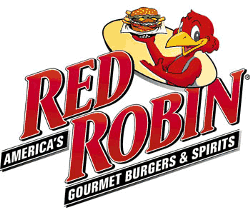 RED
ROBIN®
AMERICA'S
GOURMET BURGERS & SPIRITS